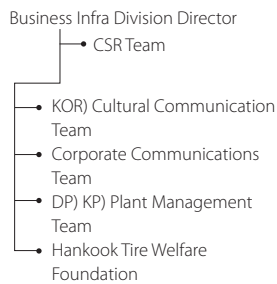 Business Infra Division Director
CSR Team
KOR) Cultural Communication
Team
Corporate Communications
Team
DP) KP) Plant Management
Team
Hankook Tire Welfare
Foundation